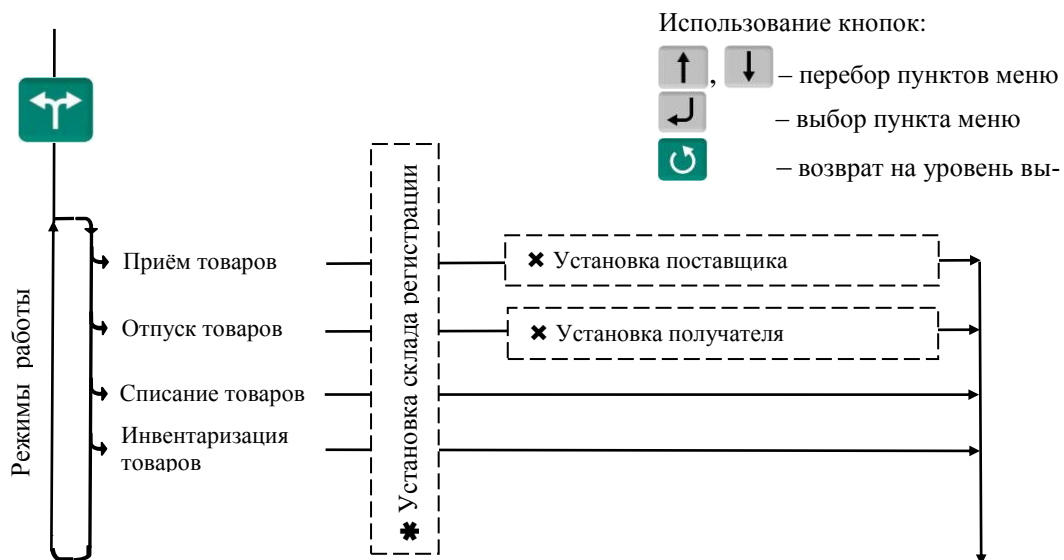 Использование кнопок:
, – перебор пунктов меню
– выбор пункта меню
– возврат на уровень вы-
Режимы работы
Приём товаров
Отпуск товаров
Списание товаров
Инвентаризация
товаров
✱ Установка склада регистрации
✖ Установка поставщика
✖ Установка получателя